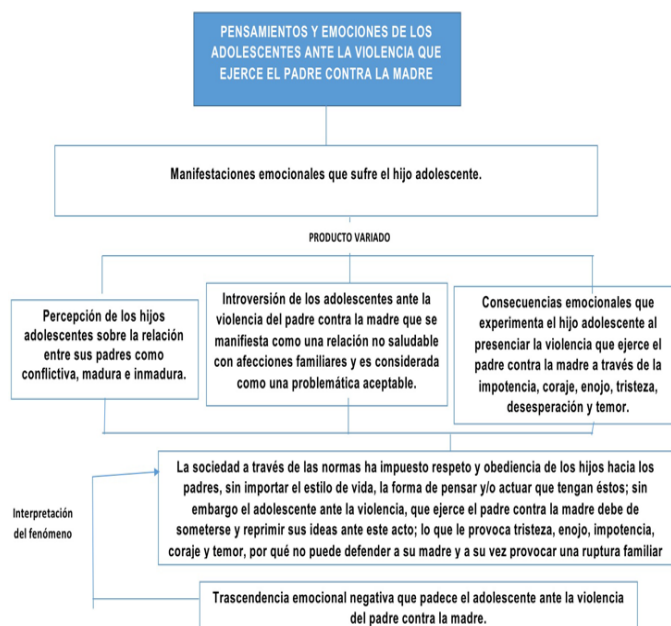 PENSAMIENTOS Y EMOCIONES DE LOS
ADOLESCENTES ANTE LA VIOLENCIA QUE
EJERCE EL PADRE CONTRA LA MADRE
Manifestaciones emocionales que sufre el hijo adolescente.
PRODUCTO VARIADO
Percepción de los hijos
adolescentes sobre la relación
entre sus padres como
conflictiva, madura e inmadura.
Introversión de los adolescentes ante la
violencia del padre contra la madre que se
manifiesta como una relación no saludable
con afecciones familiares y es considerada
como una problemática aceptable.
Consecuencias emocionales que
experimenta el hijo adolescente al
presenciar la violencia que ejerce el
padre contra la madre a través de la
impotencia, coraje, enojo, tristeza,
desesperación y temor.
La sociedad a través de las normas ha impuesto respeto y obediencia de los hijos hacia los
padres, sin importar el estilo de vida, la forma de pensar y/o actuar que tengan éstos; sin
embargo el adolescente ante la violencia, que ejerce el padre contra la madre debe de
someterse y reprimir sus ideas ante este acto; lo que le provoca tristeza, enojo, impotencia,
coraje y temor, por qué no puede defender a su madre y a su vez provocar una ruptura familiar
Interpretación
del fenómeno
Trascendencia emocional negativa que padece el adolescente ante la violencia
del padre contra la madre.